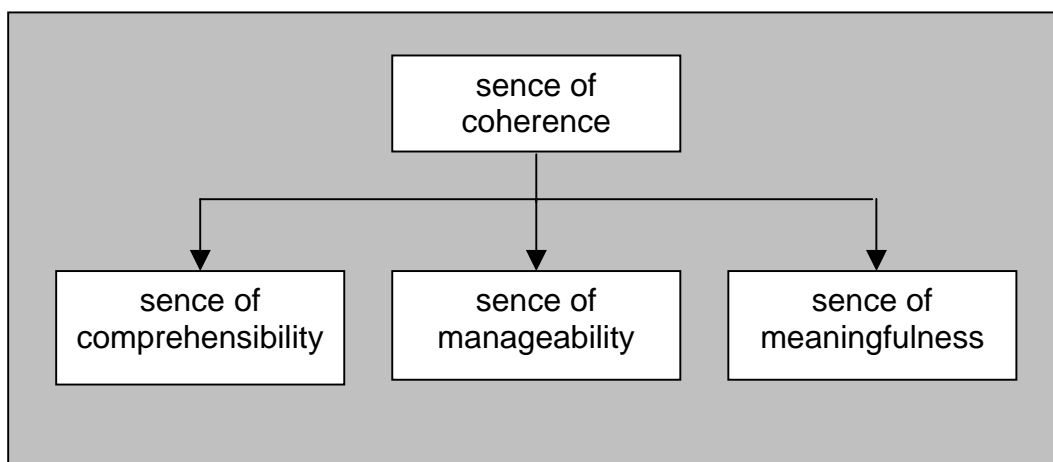 sence of
coherence
sence of
comprehensibility
sence of
manageability
sence of
meaningfulness